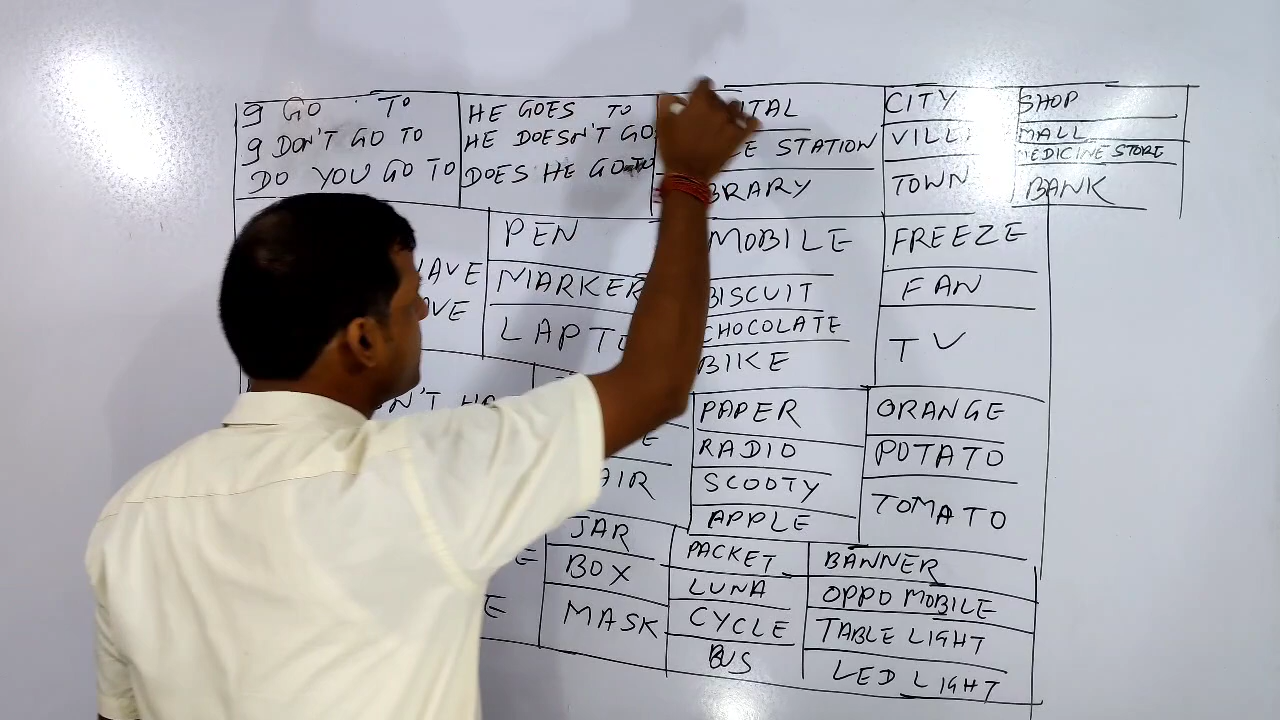 I GO TO
I DON'T GO TO
DO YOU GO TO
HE GOES TO
HE DOESN'T GO
DOES HE GO TO
STATION
CITY
TOWN
SHOP
MALL
MEDICINE STORE
BANK
PEN
MARKER
MOBILE
BISCUIT
CHOCOLATE
BIKE
FREEZE
FAN
TV
PAPER
RADIO
SCOOTY
APPLE
ORANGE
POTATO
TOMATO
JAR
BOX
MASK
PACKET
LUNA
CYCLE
BUS
BANNER
OPPO MOBILE
TABLE LIGHT
LED LIGHT